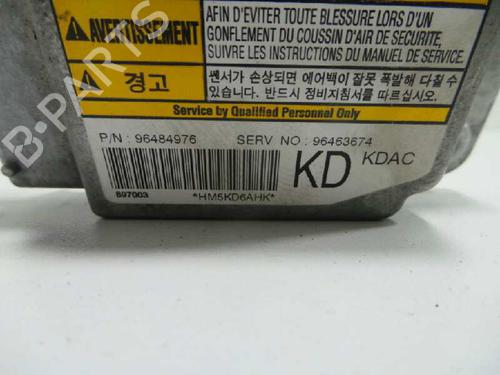 AVERTISSEMENT
AFIN D'EVITER TOUTE BLESSURE LORS D'UN
GONFLEMENT DU COUSSIN D'AIR DE SECURITE,
SUIVRE LES INSTRUCTIONS DU MANUEL DE SERVICE.
경고
쎈서가 손상되면 에어백이 잘못 폭발해 다칠 수
있습니다. 반드시 정비지침서를 따르십시오.
Service by Qualified Personnel Only
P/N : 96484976 SERV NO : 96463674
KD KDAC
897003 *HM5KD6AHK*
B-PARTS